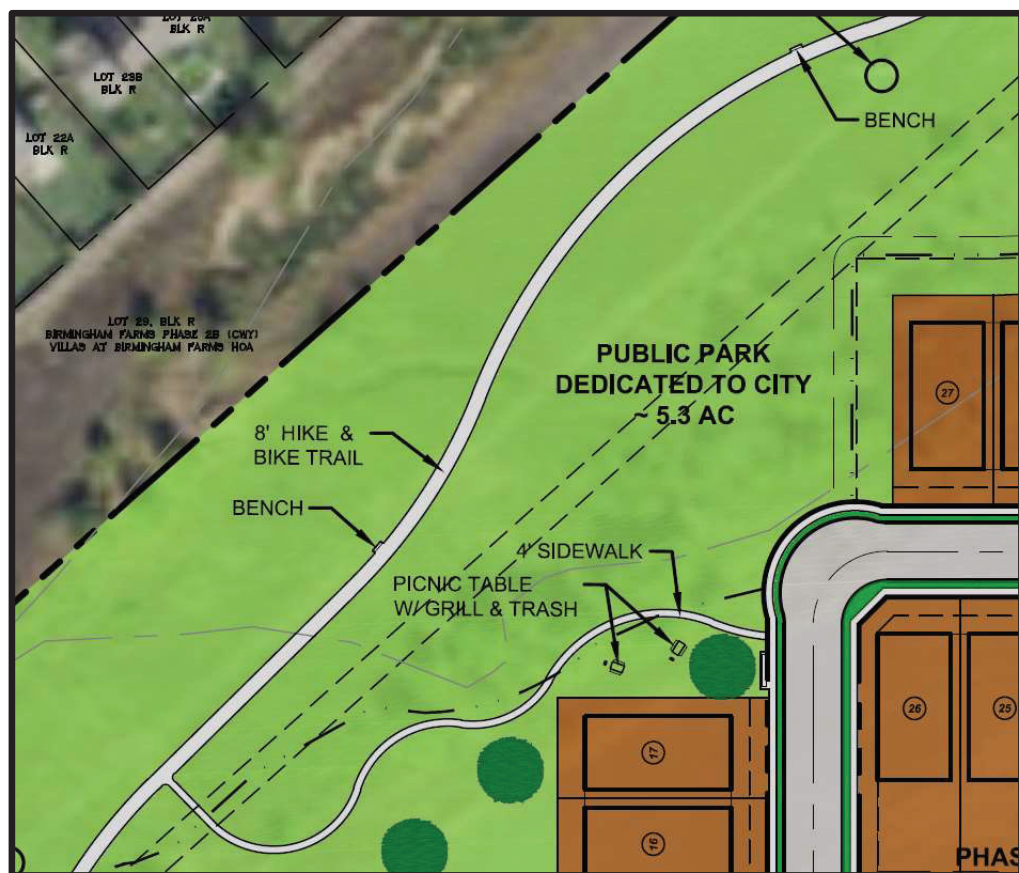 LOT 23A
BLK R
LOT 23B
BLK R
LOT 22A
BLK R
BENCH
LOT 29, BLK R
BIRMINGHAM FARMS PHASE 2B (CWY)
VILLAS AT BIRMINGHAM FARMS HOA
PUBLIC PARK
DEDICATED TO CITY
~ 5.3 AC
27
8' HIKE &
BIKE TRAIL
BENCH
4' SIDEWALK
PICNIC TABLE
W/ GRILL & TRASH
26
25
17
16
PHAS